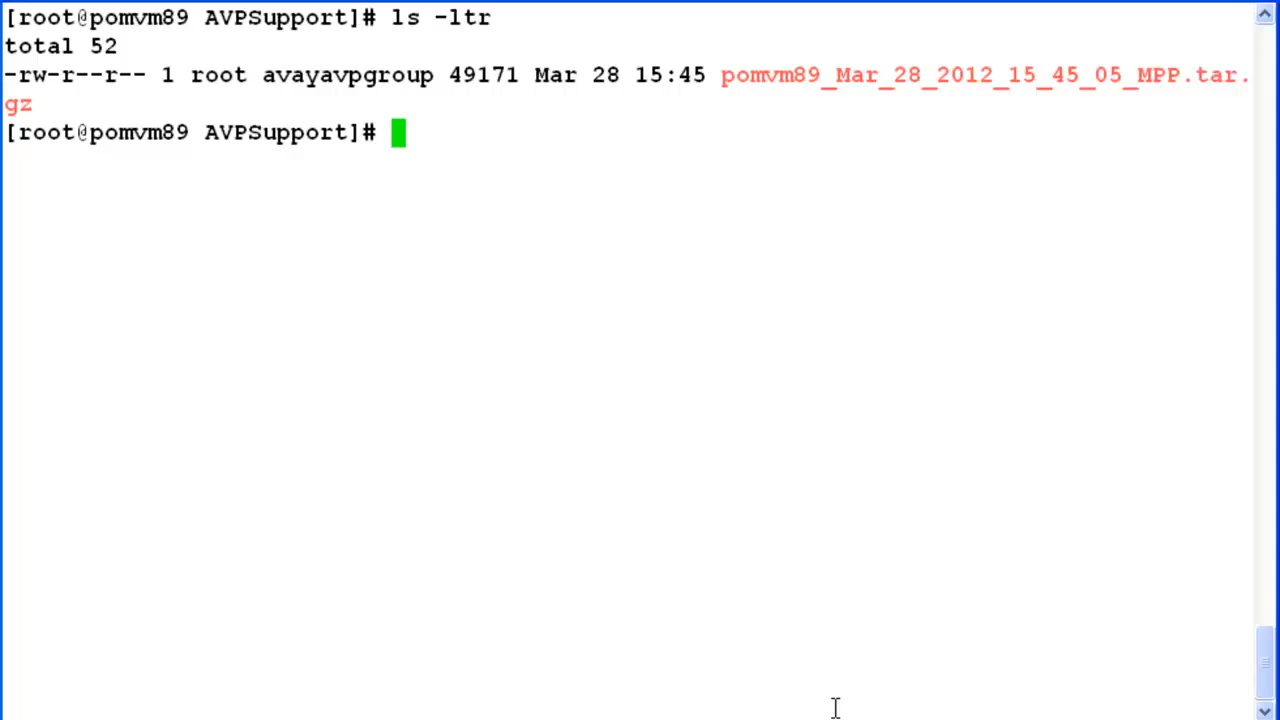 [root@pomvm89 AVPSupport]# ls -ltr
total 52
-rw-r--r-- 1 root avayavpgroup 49171 Mar 28 15:45 pomvm89_Mar_28_2012_15_45_05_MPP.tar.
gz
[root@pomvm89 AVPSupport]#